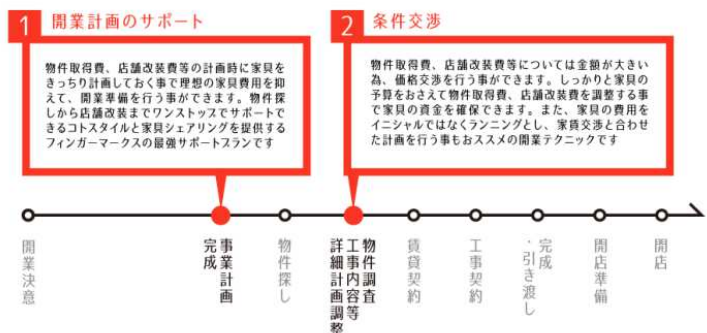 1 開業計画のサポート
物件取得費、店舗改装費等の計画時に家具を
きっちり計画しておく事で理想の家具費用を抑
えて、開業準備を行う事ができます。物件探
しから店舗改装までワンストップでサポートで
きるコトスタイルと家具シェアリングを提供する
フィンガーマークスの最強サポートプランです
2 条件交渉
物件取得費、店舗改装費等については金額が大きい
為、価格交渉を行う事ができます。しっかりと家具の
予算をおさえて物件取得費、店舗改装費を調整する事
で家具の資金を確保できます。また、家具の費用を
イニシャルではなくランニングとし、家賃交渉と合わせ
た計画を行う事もおススメの開業テクニックです
開業決意
事業計画
完成
物件探し
物件調査
工事内容等
詳細計画調整
賃貸契約
工事契約
完成
・引き渡し
開店準備
開店